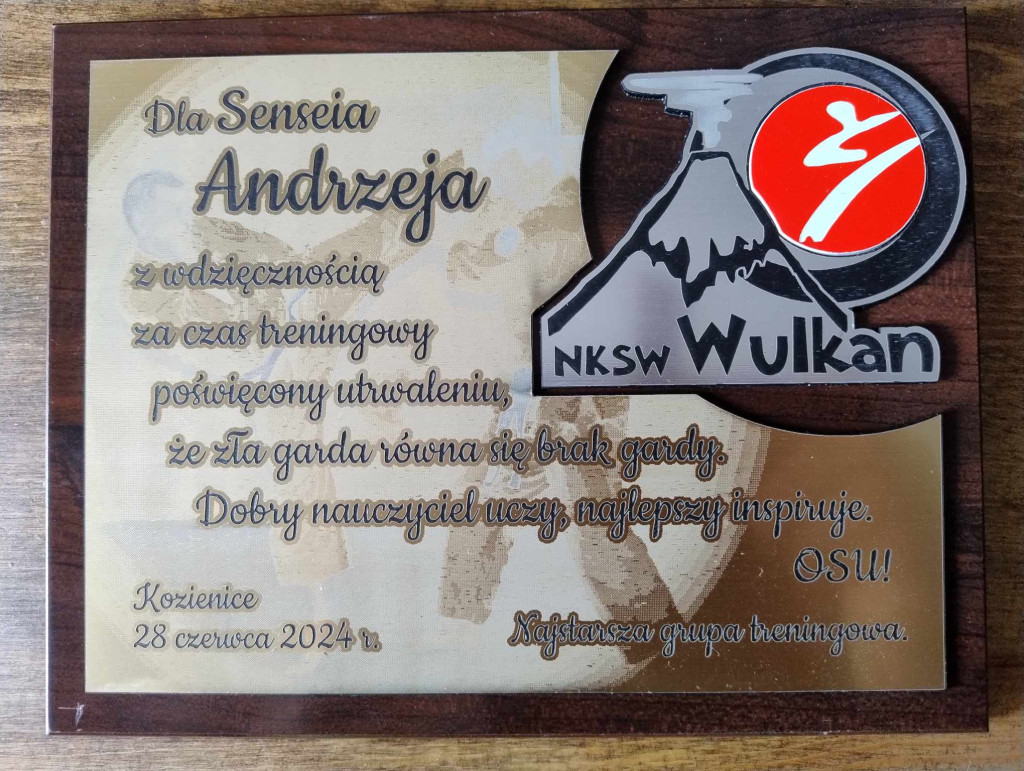 Dla Senseia
Andrzeja
z wdzięcznością
za czas treningowy
poświęcony utrwaleniu,
że zła garda równa się brak gardy.
Dobry nauczyciel uczy, najlepszy inspiruje.
OSU!
Kozienice
28 czerwca 2024 r.
Najstarsza grupa treningowa.
NKSW Wulkan